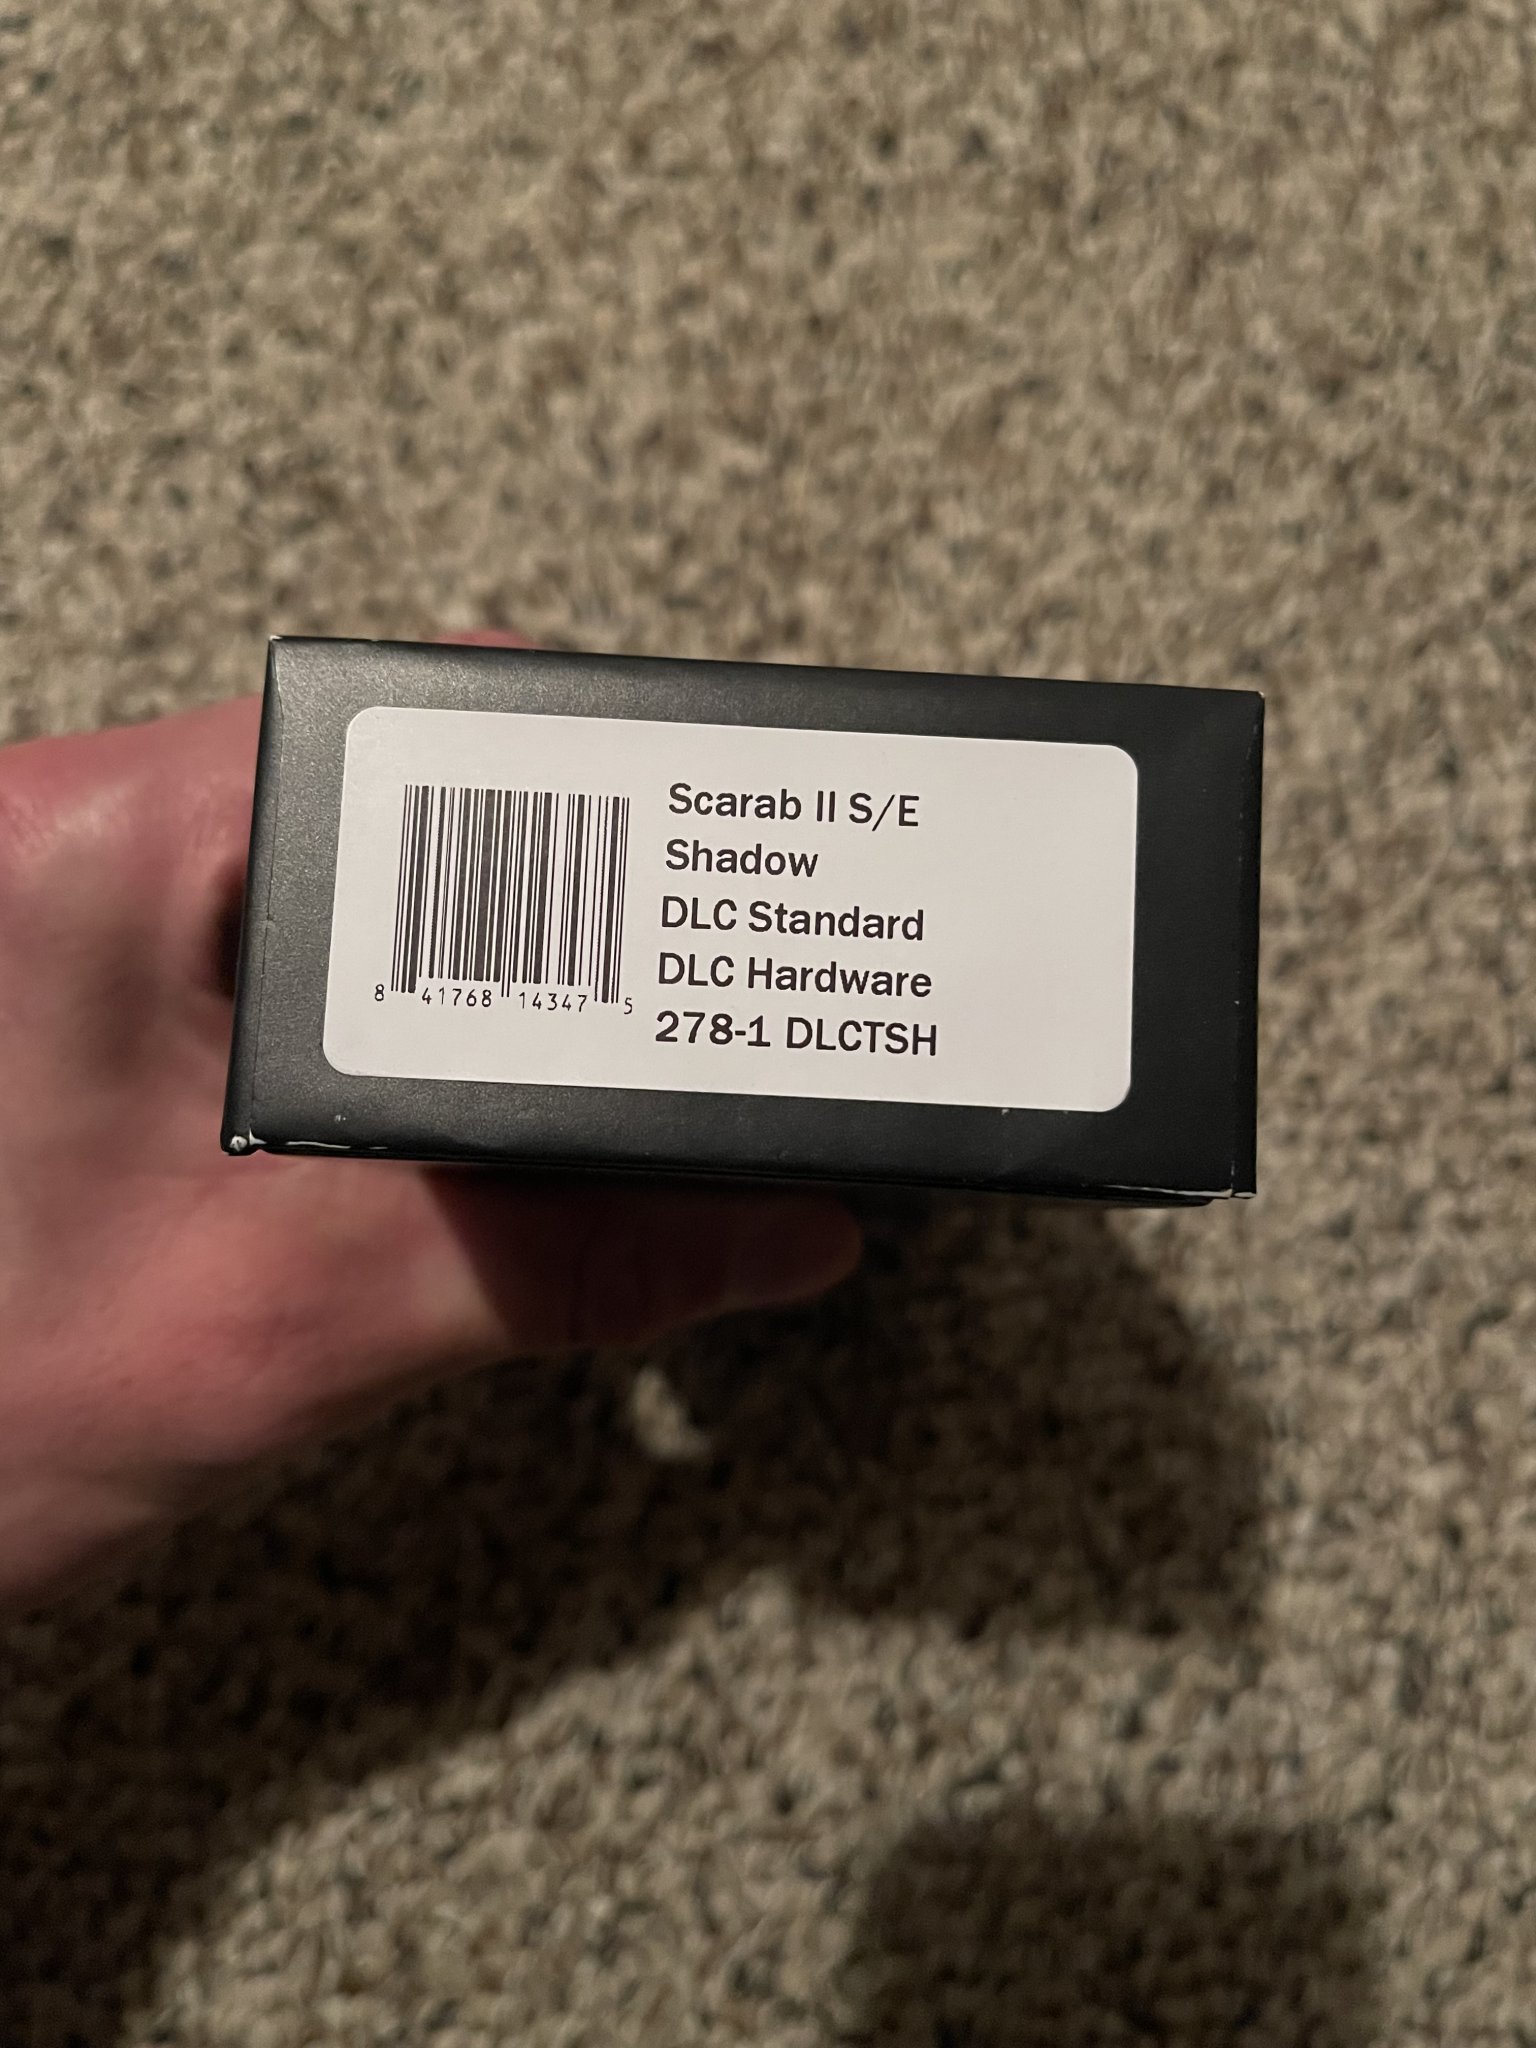 Scarab II S/E
Shadow
DLC Standard
DLC Hardware
278-1 DLCTSH
8 41768 14347 5